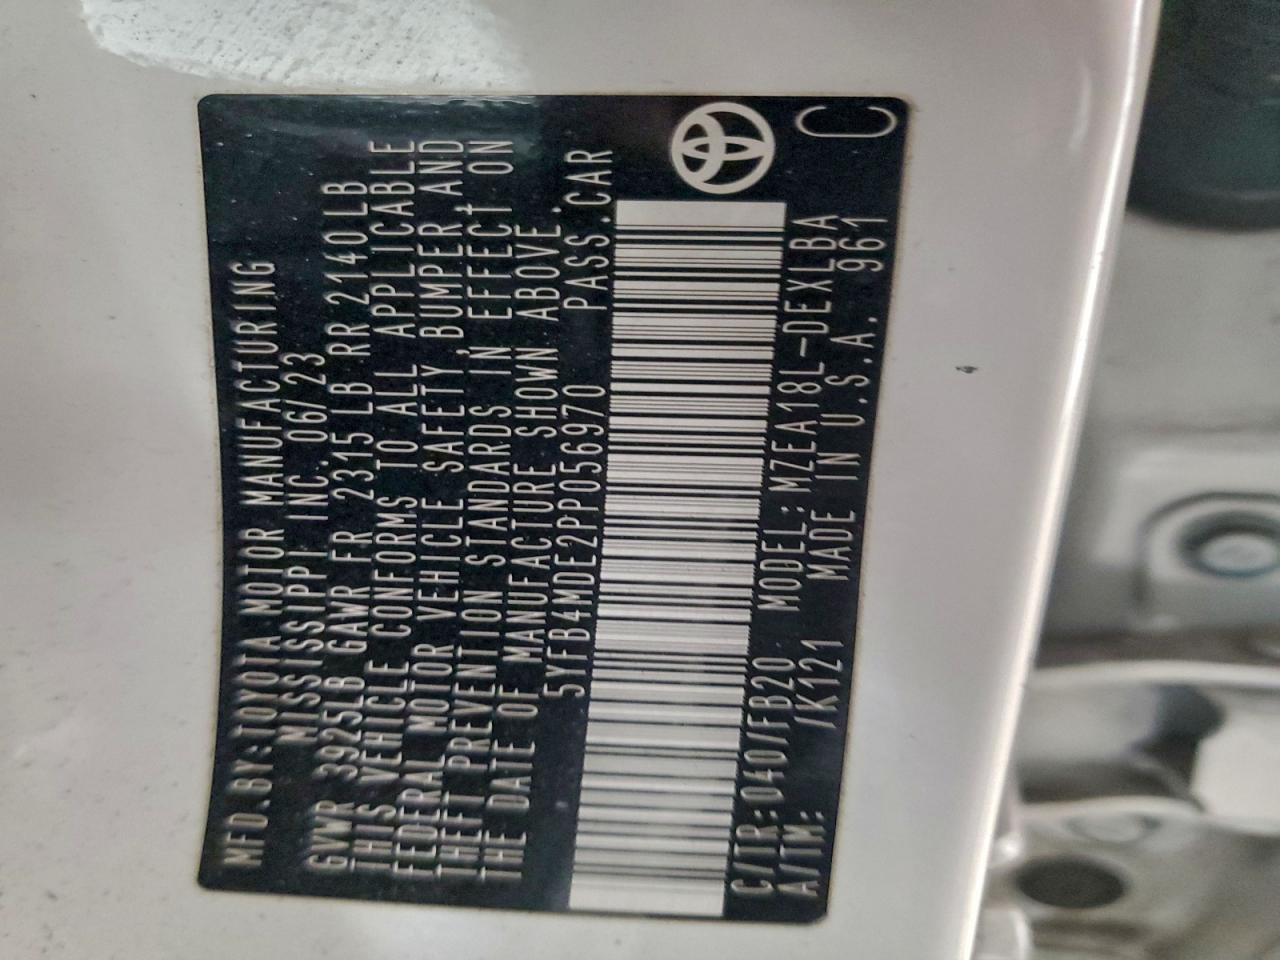 MFD.BY:TOYOTA MOTOR MANUFACTURING
MISSISSIPPI INC.06/23
GVWR 3925LB GAWR FR 2315 LB RR 2140LB
THIS VEHICLE CONFORMS TO ALL APPLICABLE
FEDERAL MOTOR VEHICLE SAFETY,BUMPER,AND
THEFT PREVENTION STANDARDS IN EFFECT ON
THE DATE OF MANUFACTURE SHOWN ABOVE.
5YFB4MDE2PP056970 PASS.CAR
C/TR:040/FB20 MODEL:MZEA18L-DEXLBA
A/TM: /K121 MADE IN U.S.A. 961
C